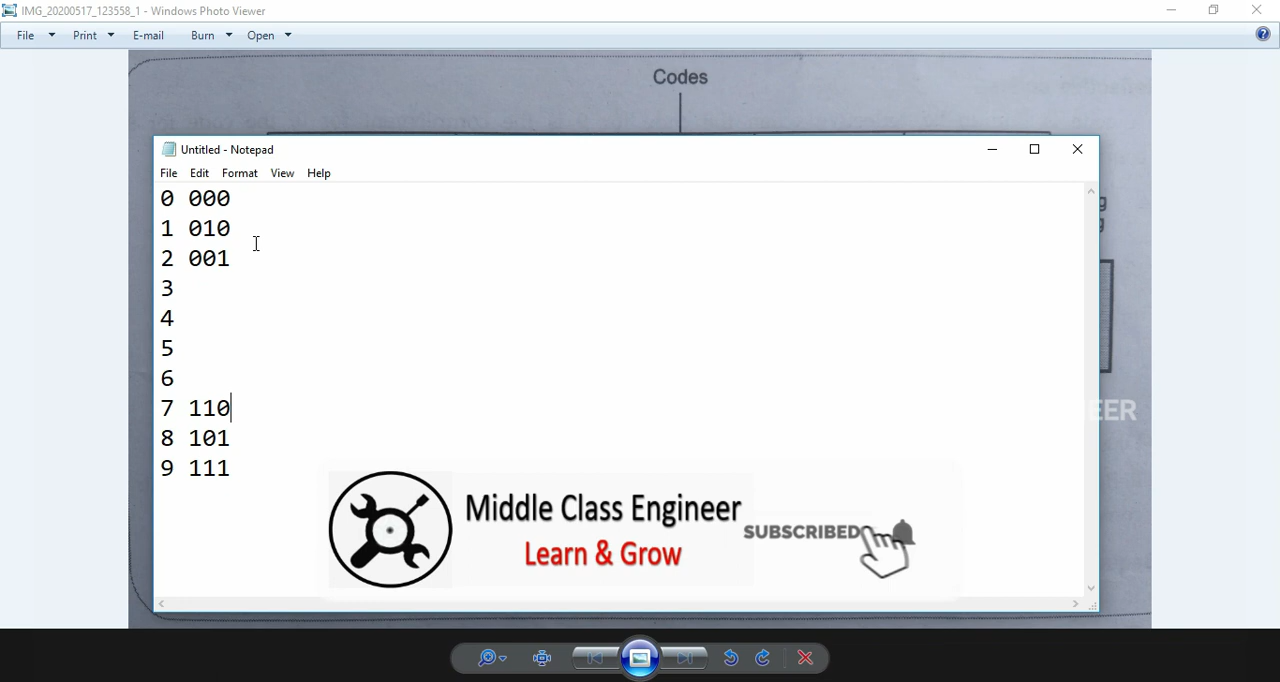 IMG_20200517_123558_1 - Windows Photo Viewer
File Print E-mail Burn Open
Codes
Untitled - Notepad
File Edit Format View Help
0 000
1 010
2 001
3
4
5
6
7 110
8 101
9 111
EER
Middle Class Engineer
Learn & Grow
SUBSCRIBED